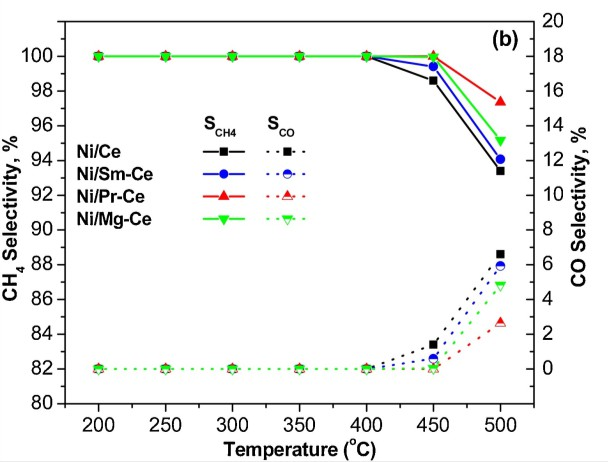 (b)
CH4 Selectivity, %
100
98
96
94
92
90
88
86
84
82
80
20
18
16
14
12
10
8
6
4
2
0
CO Selectivity, %
SCH4 SCO
Ni/Ce
Ni/Sm-Ce
Ni/Pr-Ce
Ni/Mg-Ce
200 250 300 350 400 450 500
Temperature (°C)